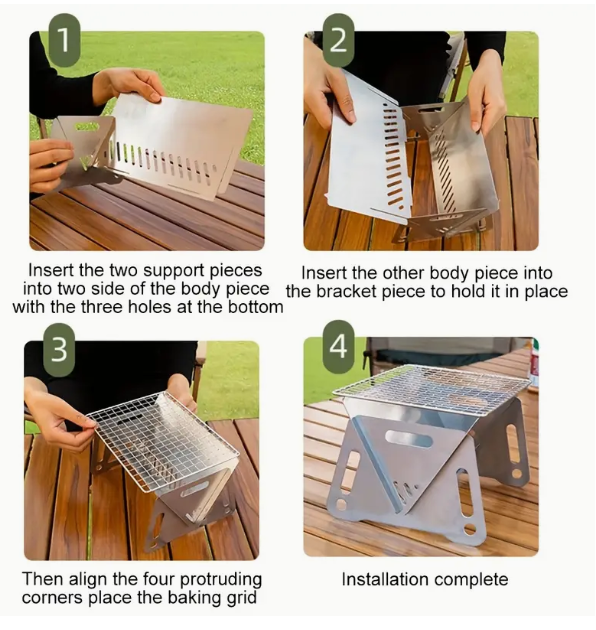 1
2
Insert the two support pieces
into two side of the body piece
with the three holes at the bottom
Insert the other body piece into
the bracket piece to hold it in place
3
4
Then align the four protruding
corners place the baking grid
Installation complete